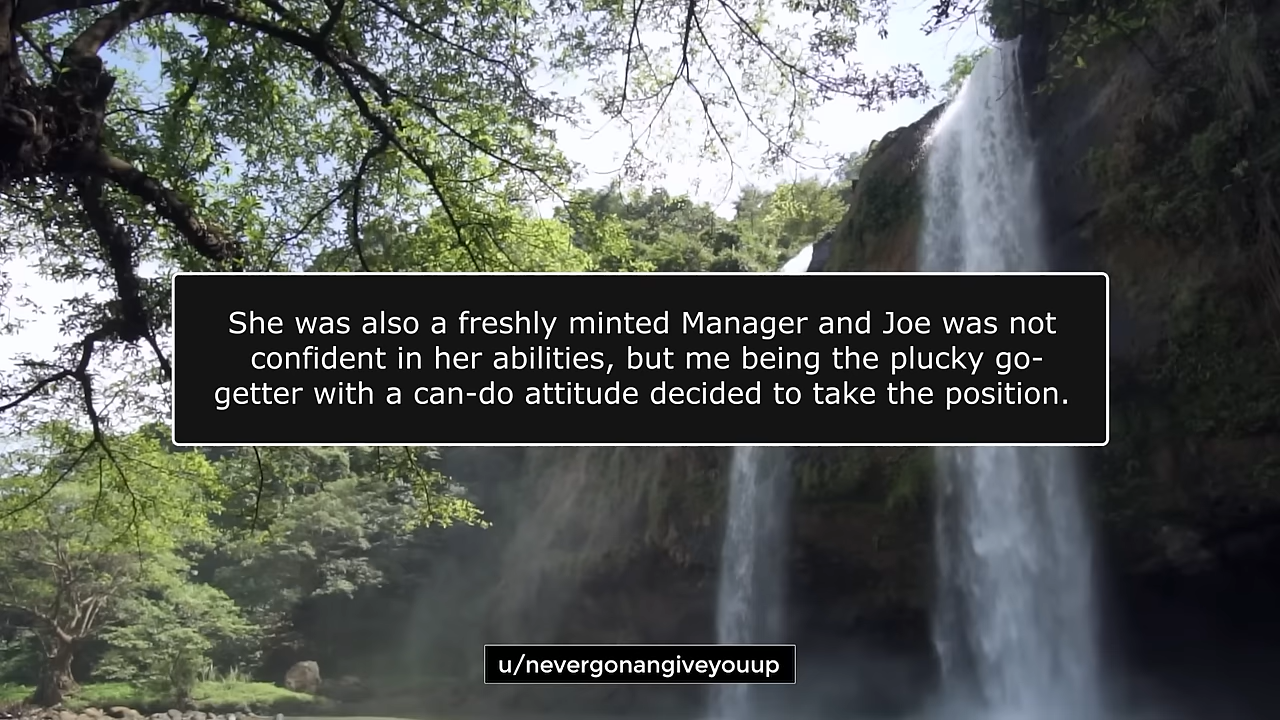 She was also a freshly minted Manager and Joe was not
confident in her abilities, but me being the plucky go-
getter with a can-do attitude decided to take the position.
u/nevergonangiveyouup